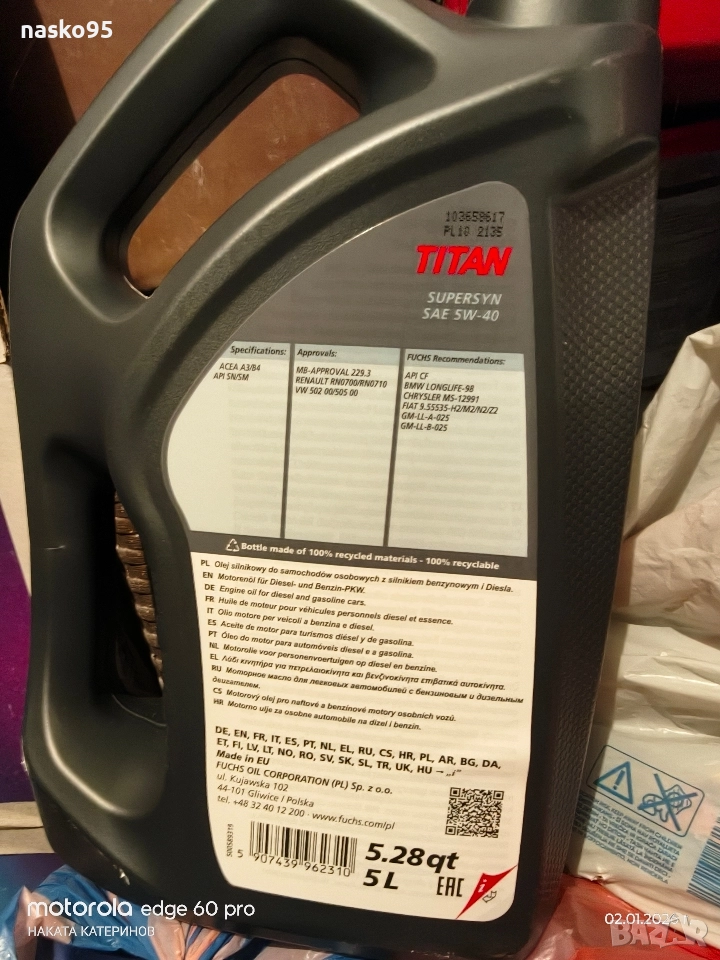 nasko95
103658617
PL10 2135
TITAN
SUPERSYN
SAE 5W-40
Specifications:
ACEA A3/B4
API SN/SM
Approvals:
MB-APPROVAL 229.3
RENAULT RN0700/RN0710
VW 502 00/505 00
FUCHS Recommendations:
API CF
BMW LONGLIFE-98
CHRYSLER MS-12991
FIAT 9.55535-H2/M2/N2/Z2
GM-LL-A-025
GM-LL-B-025
Bottle made of 100% recycled materials - 100% recyclable
PL Olej silnikowy do samochodów osobowych z silnikiem benzynowym i Diesla.
EN Motorenöl für Diesel- und Benzin-PKW.
DE Engine oil for diesel and gasoline cars.
FR Huile de moteur pour véhicules personnels diesel et essence.
IT Olio motore per veicoli a benzina e diesel.
ES Aceite de motor para turismos diésel y de gasolina.
PT Óleo do motor para automóveis diesel e a gasolina.
NL Motorolie voor personenvoertuigen op diesel en benzine.
EL Λάδι κινητήρα για πετρελαιοκίνητα και βενζινοκίνητα επιβατικά αυτοκίνητα.
RU Моторное масло для легковых автомобилей с бензиновым и дизельным
двигателем.
CS Motorový olej pro naftové a benzínové motory osobních vozů.
HR Motorno ulje za osobne automobile na dizel i benzin.
DE, EN, FR, IT, ES, PT, NL, EL, RU, CS, HR, PL, AR, BG, DA,
ET, FI, LV, LT, NO, RO, SV, SK, SL, TR, UK, HU → „i"
Made in EU
FUCHS OIL CORPORATION (PL) Sp. z o.o.
ul. Kujawska 102
44-101 Gliwice / Polska
tel. +48 32 40 12 200 · www.fuchs.com/pl
500589319
5 907439 962310
5.28qt
5 L
EAC
i
motorola edge 60 pro
НАКАТА КАТЕРИНОВ
BAZAR